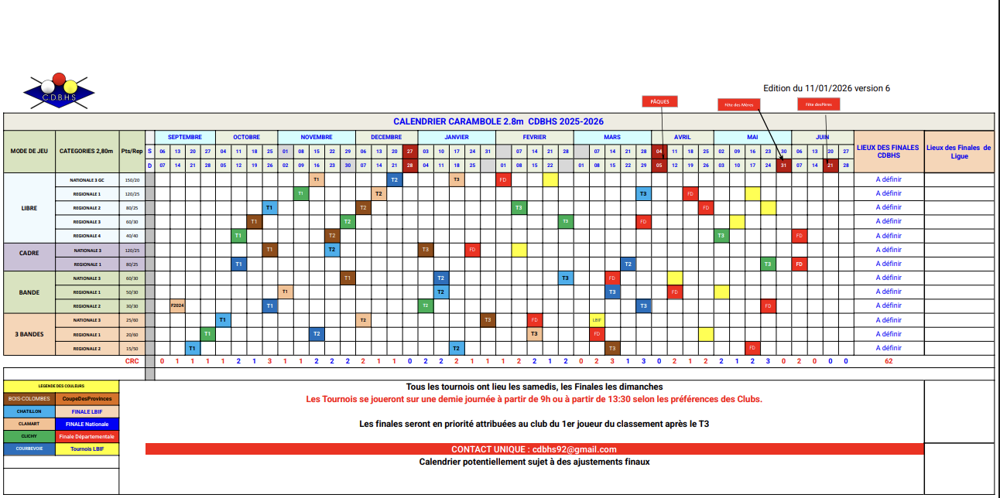 Edition du 11/01/2026 version 6
C.D.B.H.S
PÂQUES
Fête des Mères
Fête desPères
CALENDRIER CARAMBOLE 2.8m CDBHS 2025-2026
MODE DE JEU CATEGORIES 2,80m Pts/Rep SEPTEMBRE OCTOBRE NOVEMBRE DECEMBRE JANVIER FEVRIER MARS AVRIL MAI JUIN LIEUX DES FINALES CDBHS Lieux des Finales de Ligue
S 06 13 20 27 04 11 18 25 01 08 15 22 29 06 13 20 27 03 10 17 24 31 07 14 21 28 07 14 21 28 04 11 18 25 02 09 16 23 30 06 13 20 27
D 07 14 21 28 05 12 19 26 02 09 16 23 30 07 14 21 28 04 11 18 25 01 08 15 22 01 08 15 22 29 05 12 19 26 03 10 17 24 31 07 14 21 28
LIBRE
NATIONALE 3 GC 150/20 T1 T2 T3 FD A définir
REGIONALE 1 120/25 T1 T2 T3 FD A définir
REGIONALE 2 80/25 T1 T2 T3 FD A définir
REGIONALE 3 60/30 T1 T2 T3 FD A définir
REGIONALE 4 40/40 T1 T2 T3 FD A définir
CADRE
NATIONALE 3 120/25 T1 T2 T3 FD A définir
REGIONALE 1 80/25 T1 T2 T3 FD A définir
BANDE
NATIONALE 3 60/30 T1 T2 T3 FD A définir
REGIONALE 1 50/30 T1 T2 T3 FD A définir
REGIONALE 2 30/30 F2024 T1 T2 T3 FD A définir
3 BANDES
NATIONALE 3 25/60 T1 T2 T3 FD LBIF A définir
REGIONALE 1 20/60 T1 T2 T3 FD A définir
REGIONALE 2 15/50 T1 T2 T3 FD A définir
CRC 0 1 1 1 1 2 1 3 1 1 2 2 2 2 1 1 0 2 2 2 1 1 1 2 2 1 2 0 2 3 1 3 0 2 1 2 2 1 2 3 0 2 0 0 0 62
LEGENDE DES COULEURS
BOIS-COLOMBES CoupeDesProvinces
CHATILLON FINALE LBIF
CLAMART FINALE Nationale
CLICHY Finale Départementale
COURBEVOIE Tournois LBIF
Tous les tournois ont lieu les samedis, les Finales les dimanches
Les Tournois se joueront sur une demie journée à partir de 9h ou à partir de 13:30 selon les préférences des Clubs.
Les finales seront en priorité attribuées au club du 1er joueur du classement après le T3
CONTACT UNIQUE : cdbhs92@gmail.com
Calendrier potentiellement sujet à des ajustements finaux